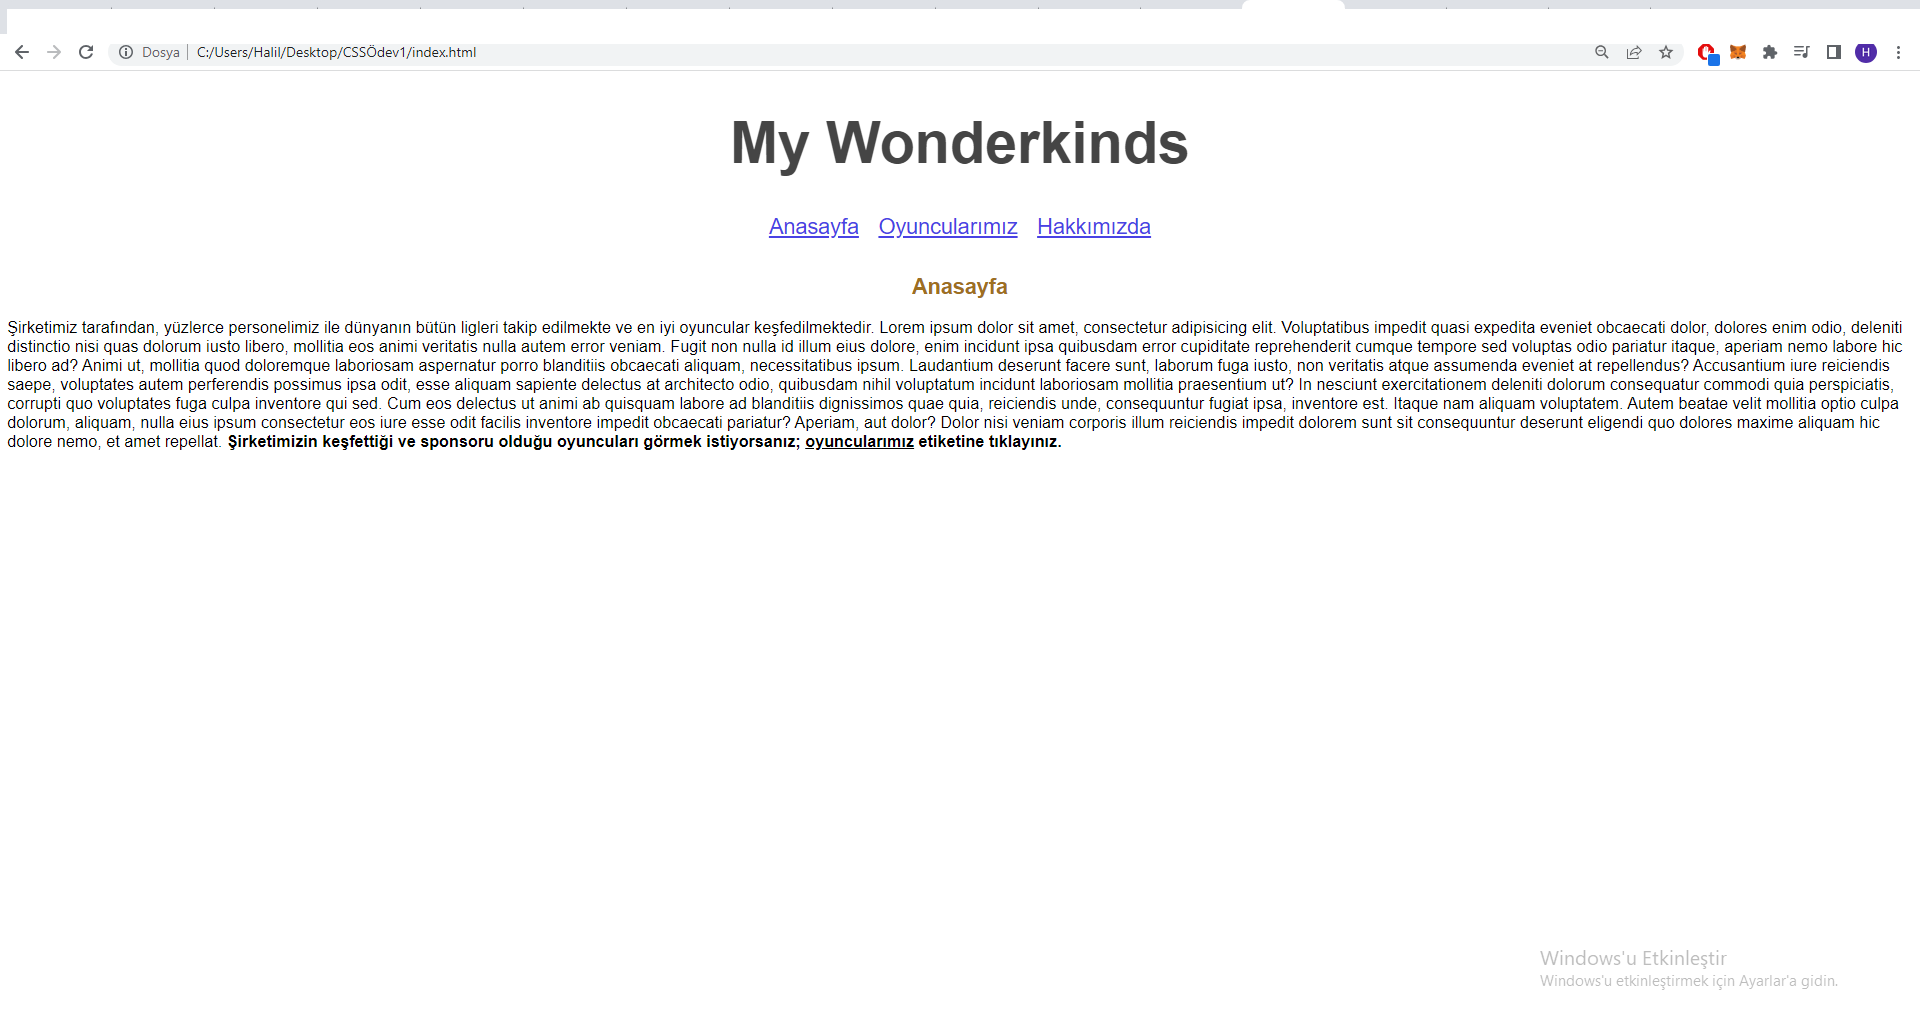 Dosya | C:/Users/Halil/Desktop/CSSÖdev1/index.html
H
My Wonderkinds
Anasayfa Oyuncularımız Hakkımızda
Anasayfa
Şirketimiz tarafından, yüzlerce personelimiz ile dünyanın bütün ligleri takip edilmekte ve en iyi oyuncular keşfedilmektedir. Lorem ipsum dolor sit amet, consectetur adipisicing elit. Voluptatibus impedit quasi expedita eveniet obcaecati dolor, dolores enim odio, deleniti
distinctio nisi quas dolorum iusto libero, mollitia eos animi veritatis nulla autem error veniam. Fugit non nulla id illum eius dolore, enim incidunt ipsa quibusdam error cupiditate reprehenderit cumque tempore sed voluptas odio pariatur itaque, aperiam nemo labore hic
libero ad? Animi ut, mollitia quod doloremque laboriosam aspernatur porro blanditiis obcaecati aliquam, necessitatibus ipsum. Laudantium deserunt facere sunt, laborum fuga iusto, non veritatis atque assumenda eveniet at repellendus? Accusantium iure reiciendis
saepe, voluptates autem perferendis possimus ipsa odit, esse aliquam sapiente delectus at architecto odio, quibusdam nihil voluptatum incidunt laboriosam mollitia praesentium ut? In nesciunt exercitationem deleniti dolorum consequatur commodi quia perspiciatis,
corrupti quo voluptates fuga culpa inventore qui sed. Cum eos delectus ut animi ab quisquam labore ad blanditiis dignissimos quae quia, reiciendis unde, consequuntur fugiat ipsa, inventore est. Itaque nam aliquam voluptatem. Autem beatae velit mollitia optio culpa
dolorum, aliquam, nulla eius ipsum consectetur eos iure esse odit facilis inventore impedit obcaecati pariatur? Aperiam, aut dolor? Dolor nisi veniam corporis illum reiciendis impedit dolorem sunt sit consequuntur deserunt eligendi quo dolores maxime aliquam hic
dolore nemo, et amet repellat. Şirketimizin keşfettiği ve sponsoru olduğu oyuncuları görmek istiyorsanız; oyuncularımız etiketine tıklayınız.
Windows'u Etkinleştir
Windows'u etkinleştirmek için Ayarlar'a gidin.